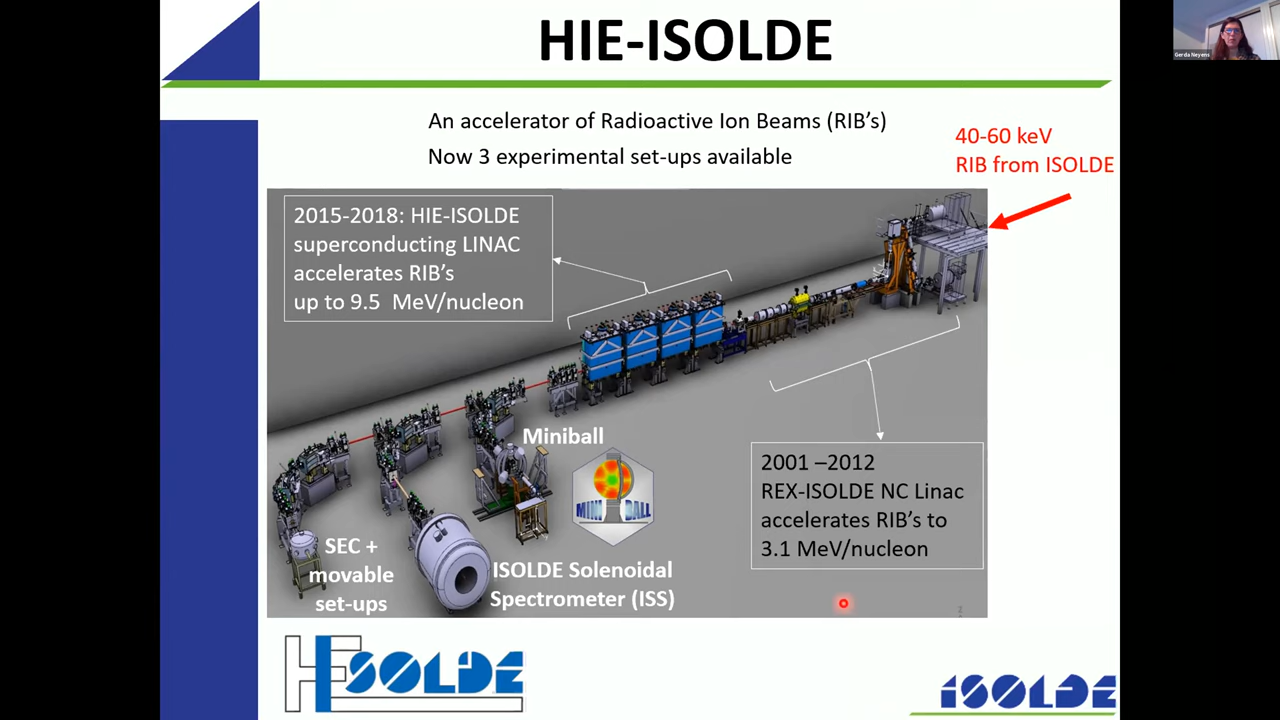 HIE-ISOLDE
Gerda Neyens
An accelerator of Radioactive Ion Beams (RIB's)
Now 3 experimental set-ups available
40-60 keV
RIB from ISOLDE
2015-2018: HIE-ISOLDE
superconducting LINAC
accelerates RIB's
up to 9.5 MeV/nucleon
Miniball
MINI BALL
2001 –2012
REX-ISOLDE NC Linac
accelerates RIB's to
3.1 MeV/nucleon
SEC +
movable
set-ups
ISOLDE Solenoidal
Spectrometer (ISS)
HIE ISOLDE
ISOLDE